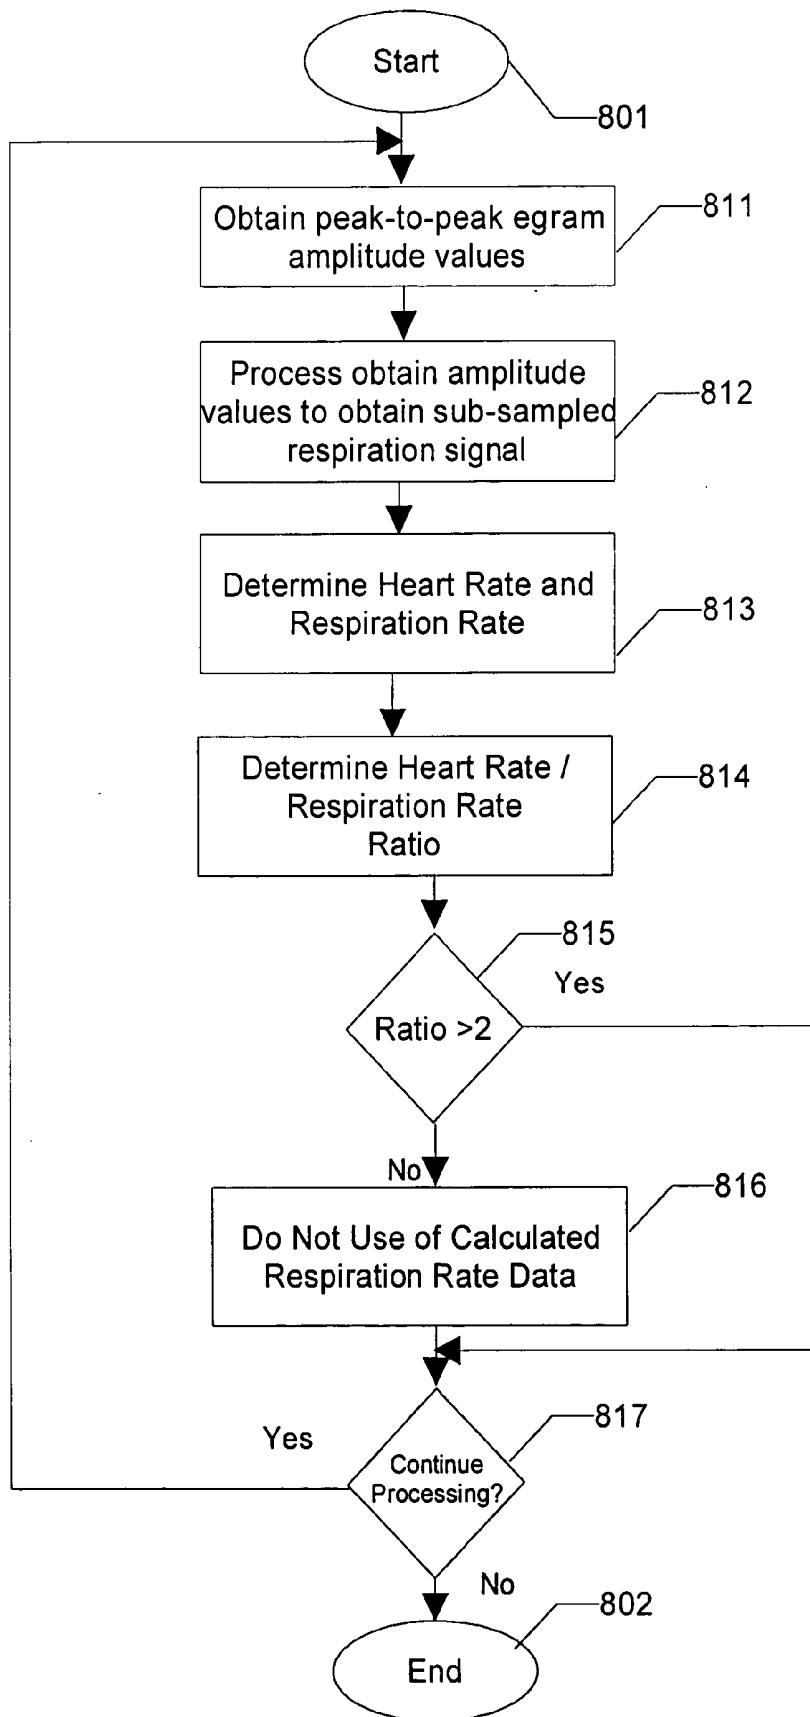 Start
801
Obtain peak-to-peak egram
amplitude values
811
Process obtain amplitude
values to obtain sub-sampled
respiration signal
812
Determine Heart Rate and
Respiration Rate
813
Determine Heart Rate /
Respiration Rate
Ratio
814
815
Yes
Ratio >2
No
816
Do Not Use of Calculated
Respiration Rate Data
817
Yes
Continue
Processing?
No
802
End